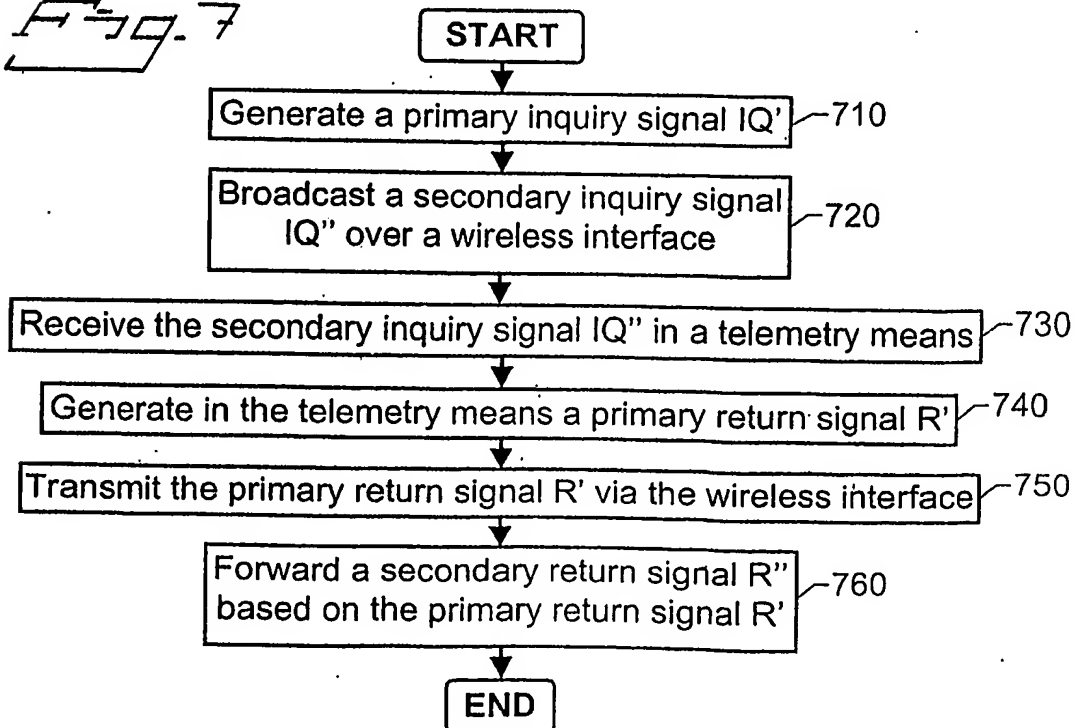 Fig. 7
START
Generate a primary inquiry signal IQ'
710
Broadcast a secondary inquiry signal
IQ" over a wireless interface
720
Receive the secondary inquiry signal IQ" in a telemetry means
730
Generate in the telemetry means a primary return signal R'
740
Transmit the primary return signal R' via the wireless interface
750
Forward a secondary return signal R"
based on the primary return signal R'
760
END